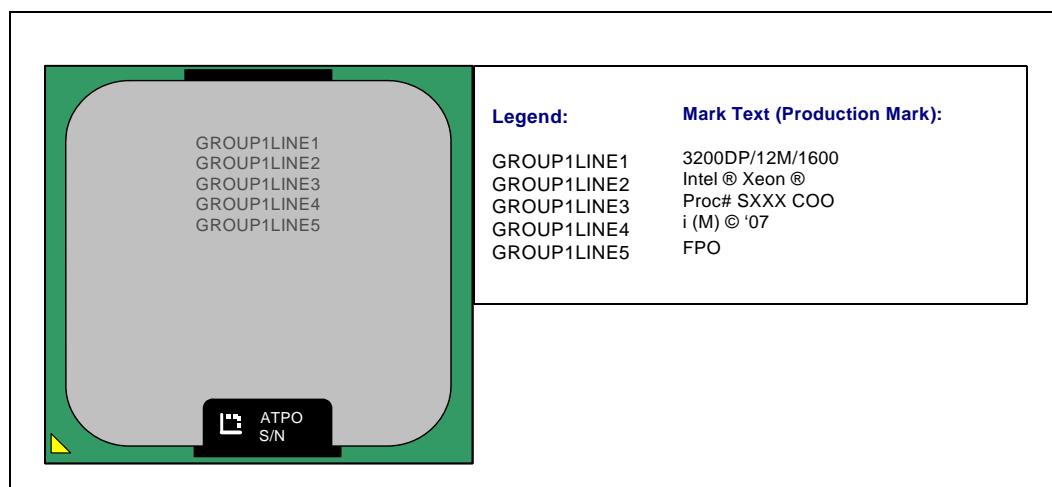 GROUP1LINE1
GROUP1LINE2
GROUP1LINE3
GROUP1LINE4
GROUP1LINE5
ATPO
S/N
Legend: Mark Text (Production Mark):
GROUP1LINE1 3200DP/12M/1600
GROUP1LINE2 Intel ® Xeon ®
GROUP1LINE3 Proc# SXXX COO
GROUP1LINE4 i (M) © ‘07
GROUP1LINE5 FPO